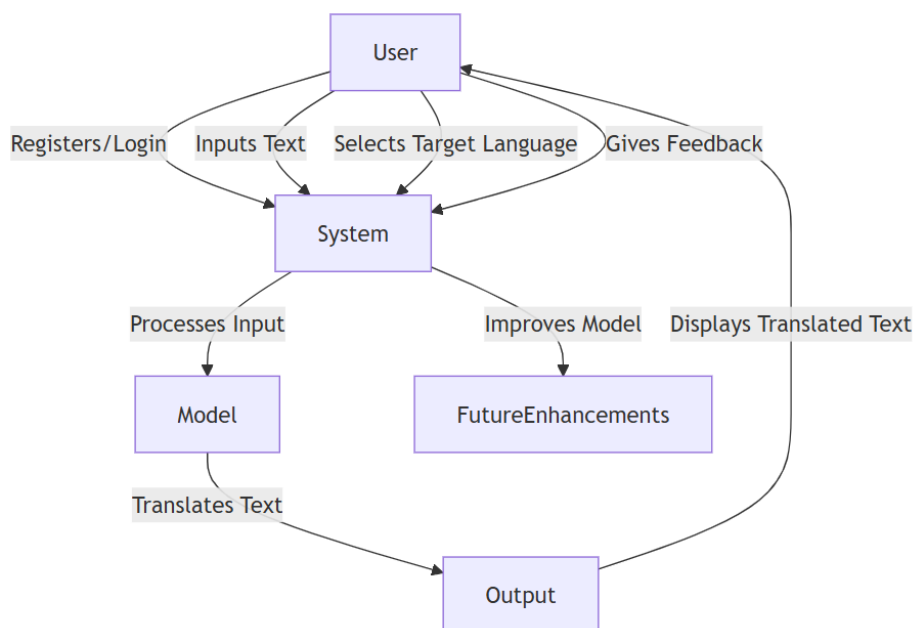 User
Registers/Login
Inputs Text
Selects Target Language
Gives Feedback
System
Processes Input
Improves Model
Displays Translated Text
Model
FutureEnhancements
Translates Text
Output